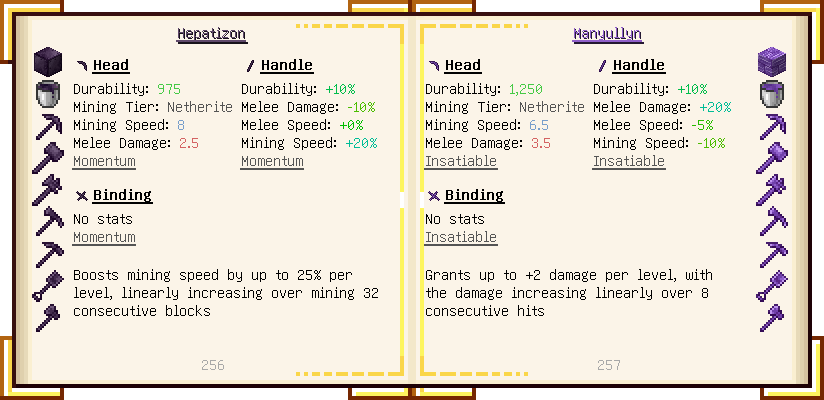 Hepatizon
Head
Durability: 975
Mining Tier: Netherite
Mining Speed: 8
Melee Damage: 2.5
Momentum
Handle
Durability: +10%
Melee Damage: -10%
Melee Speed: +0%
Mining Speed: +20%
Momentum
Binding
No stats
Momentum
Boosts mining speed by up to 25% per
level, linearly increasing over mining 32
consecutive blocks
256
Manyullyn
Head
Durability: 1,250
Mining Tier: Netherite
Mining Speed: 6.5
Melee Damage: 3.5
Insatiable
Handle
Durability: +10%
Melee Damage: +20%
Melee Speed: -5%
Mining Speed: -10%
Insatiable
Binding
No stats
Insatiable
Grants up to +2 damage per level, with
the damage increasing linearly over 8
consecutive hits
257